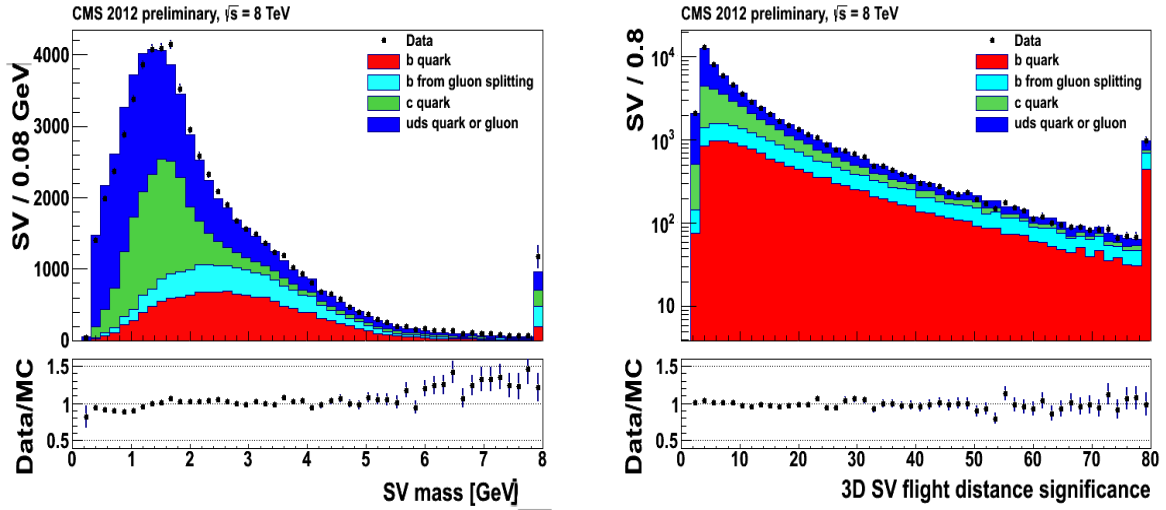 CMS 2012 preliminary, √s = 8 TeV
SV / 0.08 GeV
4000
3000
2000
1000
0
Data
b quark
b from gluon splitting
c quark
uds quark or gluon
Data/MC
1.5
1
0.5
0 1 2 3 4 5 6 7 8
SV mass [GeV]
CMS 2012 preliminary, √s = 8 TeV
SV / 0.8
10⁴
10³
10²
10
Data
b quark
b from gluon splitting
c quark
uds quark or gluon
Data/MC
1.5
1
0.5
0 10 20 30 40 50 60 70 80
3D SV flight distance significance